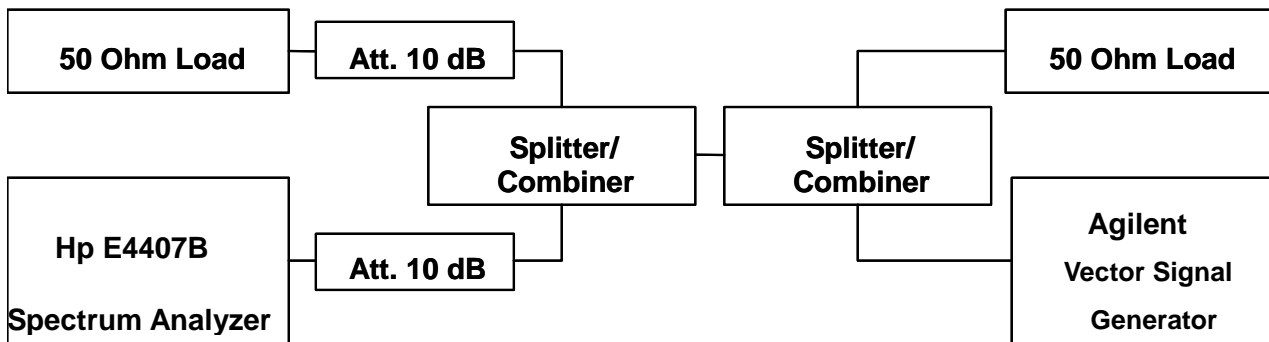 50 Ohm Load
Att. 10 dB
50 Ohm Load
Splitter/
Combiner
Splitter/
Combiner
Hp E4407B
Spectrum Analyzer
Att. 10 dB
Agilent
Vector Signal
Generator